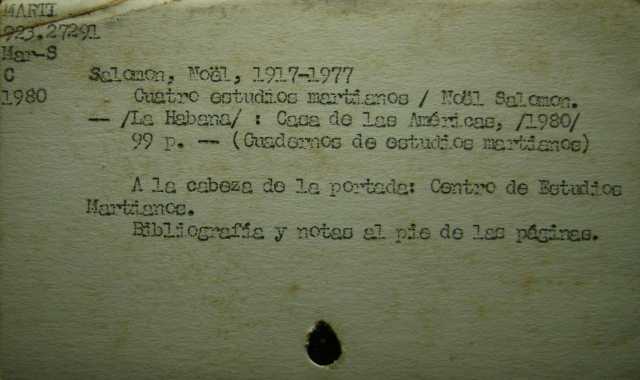 MARTI
923.27291
Mar-S
C Salomon, Noël, 1917-1977
1980 Cuatro estudios martianos / Noël Salomon.
-- /La Habana/ : Casa de las Américas, /1980/
99 p. -- (Cuadernos de estudios martianos)
A la cabeza de la portada: Centro de Estudios
Martianos.
Bibliografía y notas al pie de las páginas.